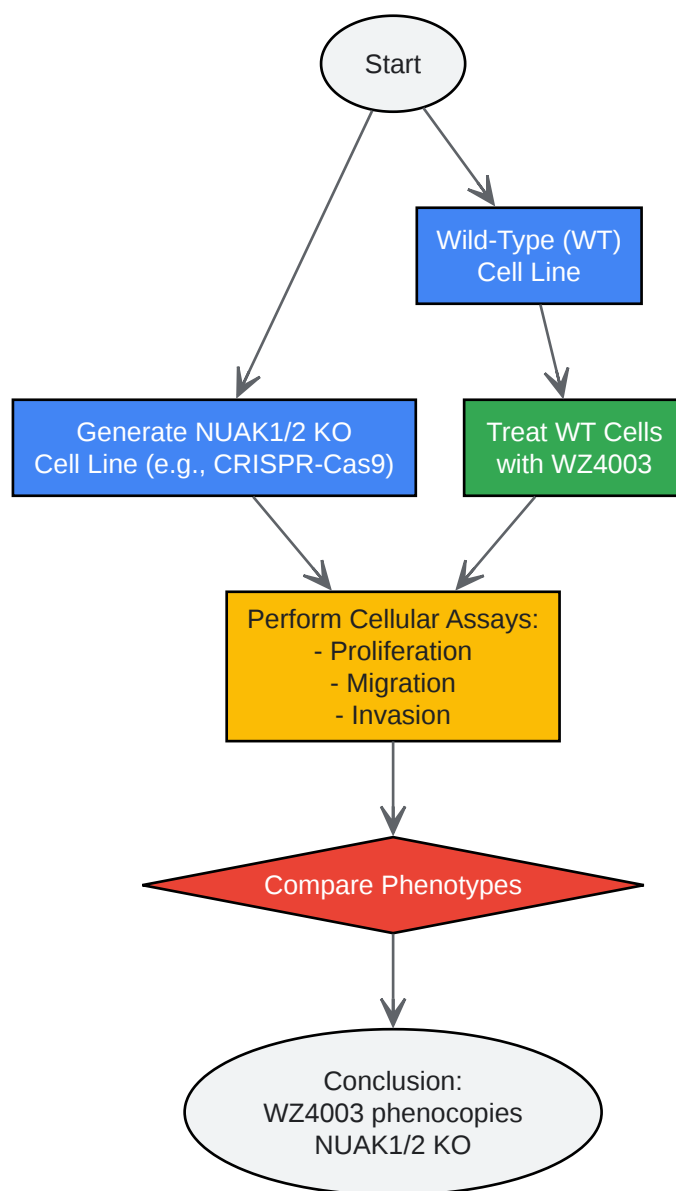 Start
Wild-Type (WT)
Cell Line
Generate NUAK1/2 KO
Cell Line (e.g., CRISPR-Cas9)
Treat WT Cells
with WZ4003
Perform Cellular Assays:
- Proliferation
- Migration
- Invasion
Compare Phenotypes
Conclusion:
WZ4003 phenocopies
NUAK1/2 KO